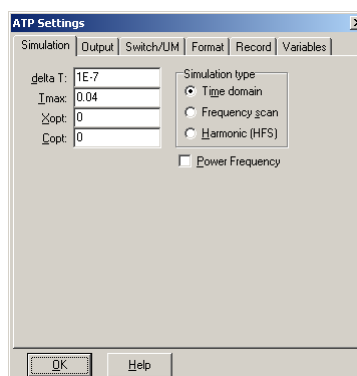 ATP Settings
Simulation Output Switch/UM Format Record Variables
delta T: 1E-7
Tmax: 0.04
Xopt: 0
Copt: 0
Simulation type
Time domain
Frequency scan
Harmonic (HFS)
Power Frequency
OK Help